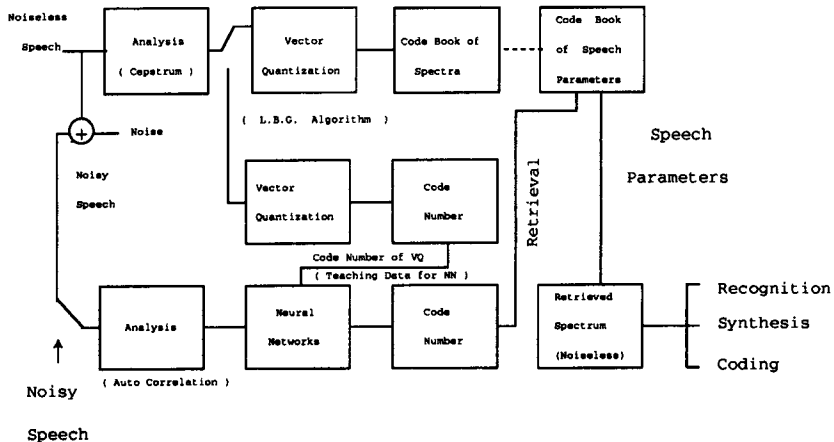 Noiseless
Speech
Analysis
( Cepstrum )
Vector
Quantization
Code Book of
Spectra
Code Book
of Speech
Parameters
( L.B.G. Algorithm )
+
Noise
Noisy
Speech
Vector
Quantization
Code
Number
Retrieval
Speech
Parameters
Code Number of VQ
( Teaching Data for NN )
Analysis
( Auto Correlation )
Neural
Networks
Code
Number
Retrieved
Spectrum
(Noiseless)
Recognition
Synthesis
Coding
Noisy
Speech